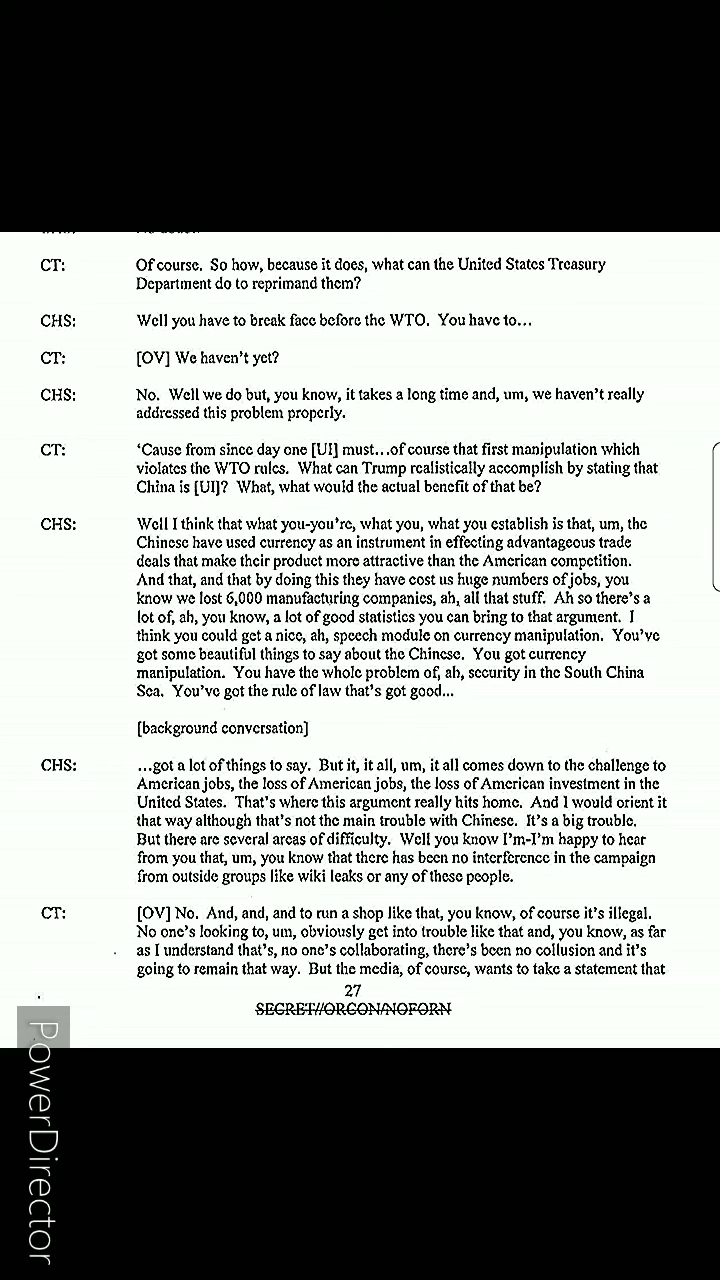 CT: Of course. So how, because it does, what can the United States Treasury
Department do to reprimand them?
CHS: Well you have to break face before the WTO. You have to...
CT: [OV] We haven't yet?
CHS: No. Well we do but, you know, it takes a long time and, um, we haven't really
addressed this problem properly.
CT: 'Cause from since day one [UI] must...of course that first manipulation which
violates the WTO rules. What can Trump realistically accomplish by stating that
China is [UI]? What, what would the actual benefit of that be?
CHS: Well I think that what you-you're, what you, what you establish is that, um, the
Chinese have used currency as an instrument in effecting advantageous trade
deals that make their product more attractive than the American competition.
And that, and that by doing this they have cost us huge numbers of jobs, you
know we lost 6,000 manufacturing companies, ah, all that stuff. Ah so there's a
lot of, ah, you know, a lot of good statistics you can bring to that argument. I
think you could get a nice, ah, speech module on currency manipulation. You've
got some beautiful things to say about the Chinese. You got currency
manipulation. You have the whole problem of, ah, security in the South China
Sea. You've got the rule of law that's got good...
[background conversation]
CHS: ...got a lot of things to say. But it, it all, um, it all comes down to the challenge to
American jobs, the loss of American jobs, the loss of American investment in the
United States. That's where this argument really hits home. And I would orient it
that way although that's not the main trouble with Chinese. It's a big trouble.
But there are several areas of difficulty. Well you know I'm-I'm happy to hear
from you that, um, you know that there has been no interference in the campaign
from outside groups like wiki leaks or any of these people.
CT: [OV] No. And, and, and to run a shop like that, you know, of course it's illegal.
No one's looking to, um, obviously get into trouble like that and, you know, as far
as I understand that's, no one's collaborating, there's been no collusion and it's
going to remain that way. But the media, of course, wants to take a statement that
27
SECRET//ORCON/NOFORN
PowerDirector